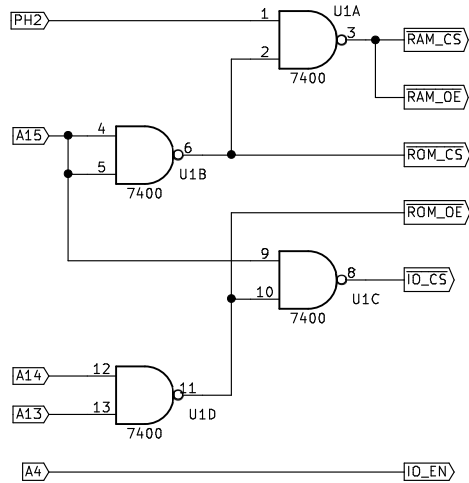 PH2
1
U1A
3
RAM_CS
2
7400
RAM_OE
A15
4
6
ROM_CS
5
U1B
7400
ROM_OE
9
8
IO_CS
10
U1C
7400
A14
12
11
A13
13
U1D
7400
A4
IO_EN